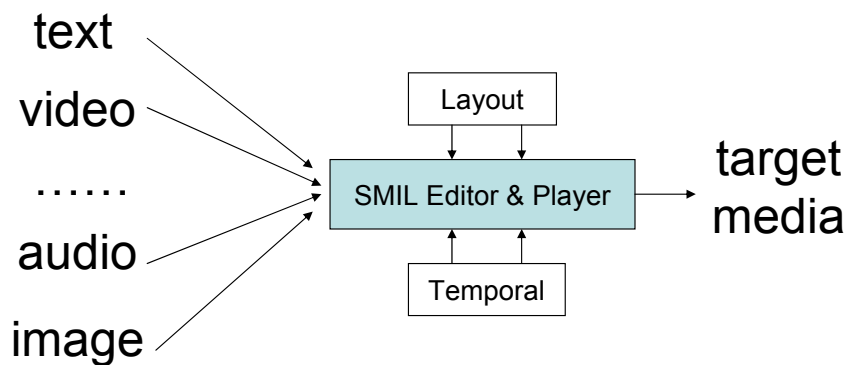 text
video
......
audio
image
Layout
SMIL Editor & Player
Temporal
target
media